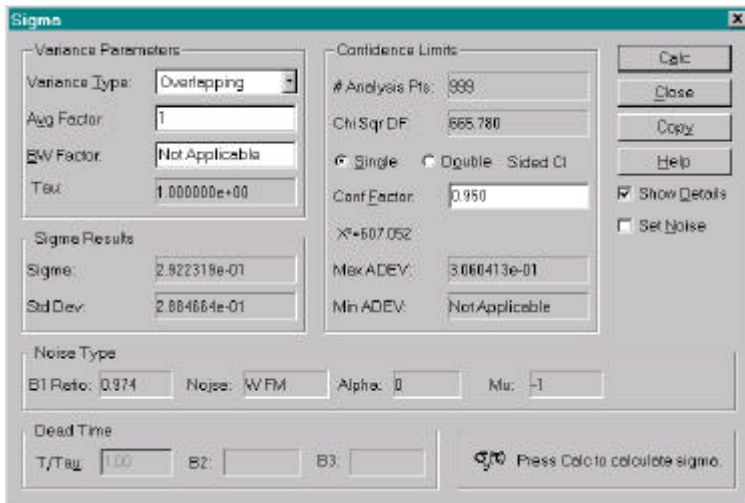 Sigma
Variance Parameters
Variance Type: Overlapping
Avg Factor: 1
BW Factor: Not Applicable
Tau: 1.000000e+00
Sigma Results
Sigma: 2.922319e-01
Std Dev: 2.884664e-01
Confidence Limits
# Analysis Pts: 999
Chi Sqr DF: 665.780
Single Double Sided CI
Conf Factor: 0.950
X²=607.052
Max ADEV: 3.060413e-01
Min ADEV: Not Applicable
Calc
Close
Copy
Help
Show Details
Set Noise
Noise Type
B1 Ratio: 0.974 Noise: W FM Alpha: 0 Mu: -1
Dead Time
T/Tau: 1.00 B2: B3:
σy(τ) Press Calc to calculate sigma.